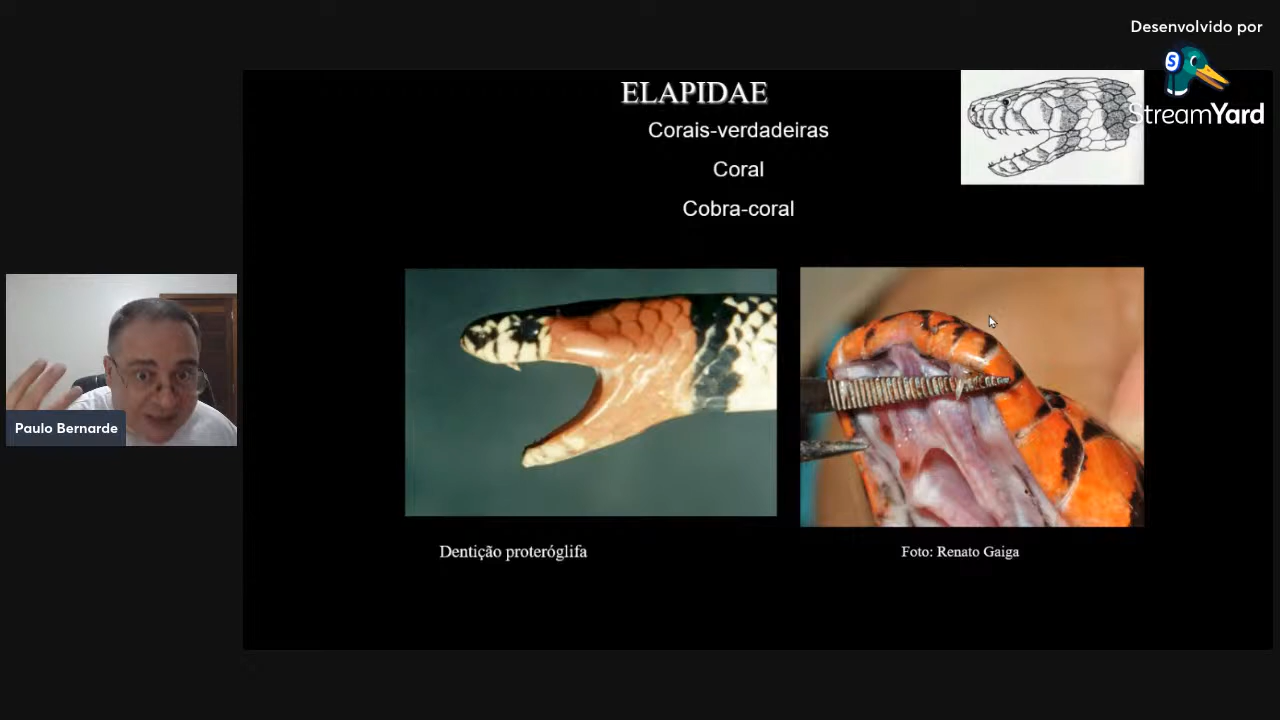 Desenvolvido por
StreamYard
ELAPIDAE
Corais-verdadeiras
Coral
Cobra-coral
Paulo Bernarde
Dentição proteróglifa
Foto: Renato Gaiga